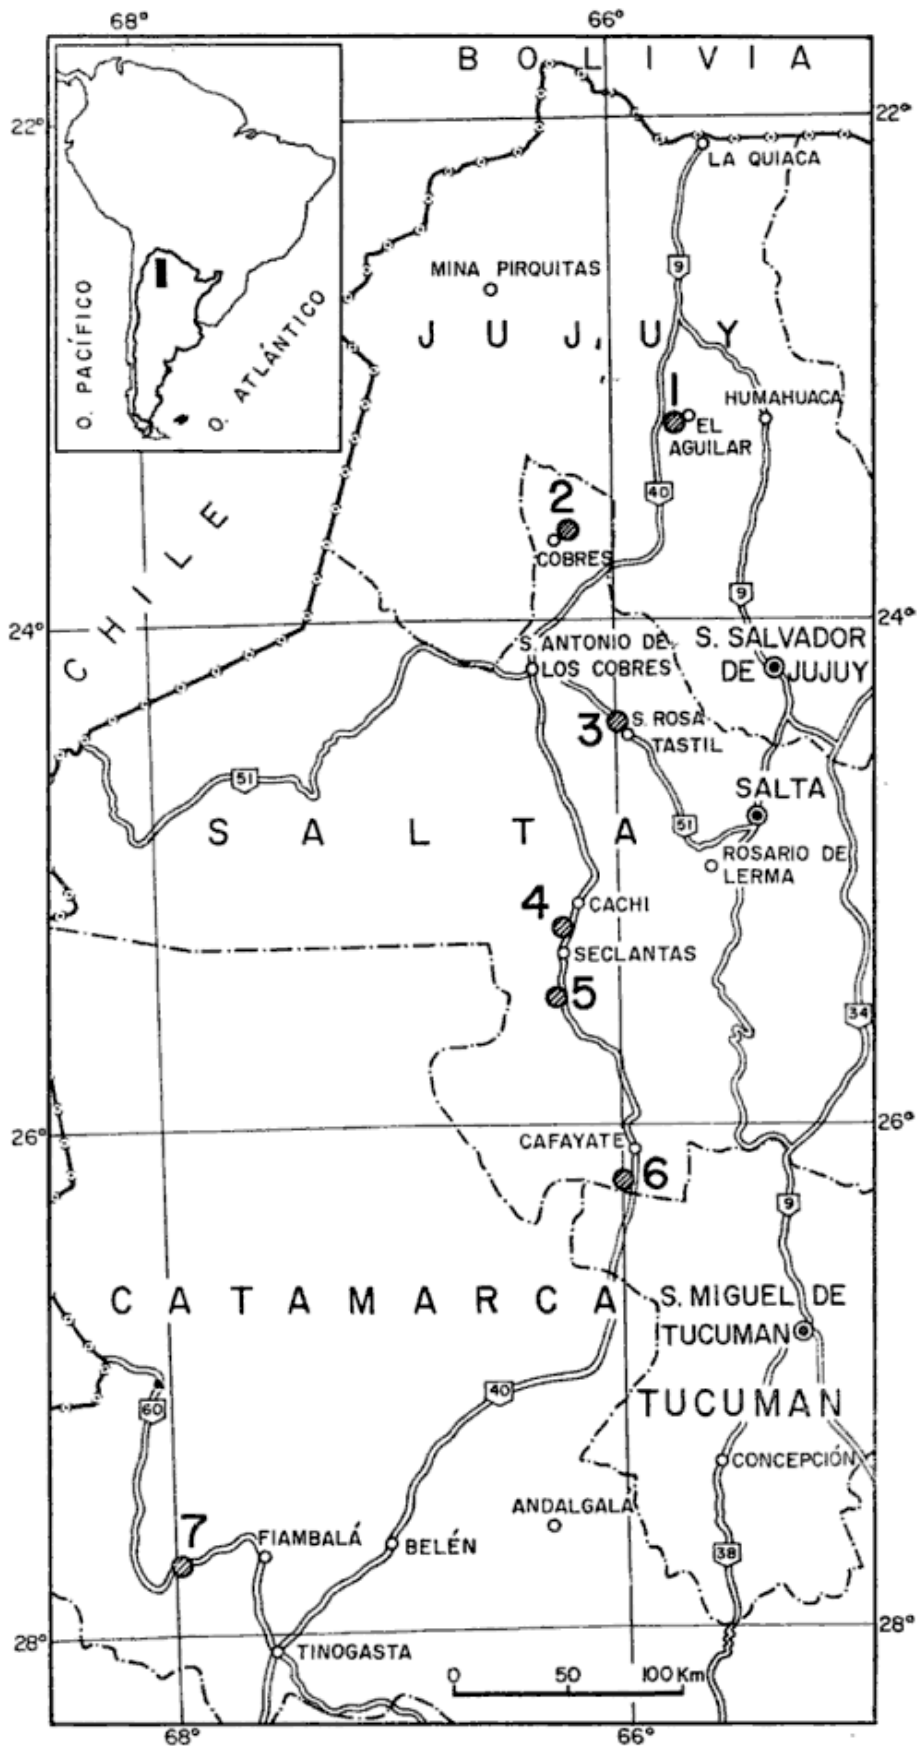 68°
66°
BOLIVIA
22°
22°
LA QUIACA
O. PACÍFICO
O. ATLÁNTICO
9
MINA PIRQUITAS
JUJUY
1
HUMAHUACA
EL
AGUILAR
40
2
COBRES
CHILE
9
24°
24°
S. ANTONIO DE
LOS COBRES
S. SALVADOR
DE JUJUY
3
S. ROSA
TASTIL
51
SALTA
51
SALTA
ROSARIO DE
LERMA
4
CACHI
SECLANTAS
5
34
26°
26°
CAFAYATE
6
9
CATAMARCA
S. MIGUEL DE
TUCUMAN
40
60
TUCUMAN
CONCEPCIÓN
ANDALGALA
7
FIAMBALÁ
BELÉN
38
28°
28°
TINOGASTA
0 50 100 Km
68°
66°